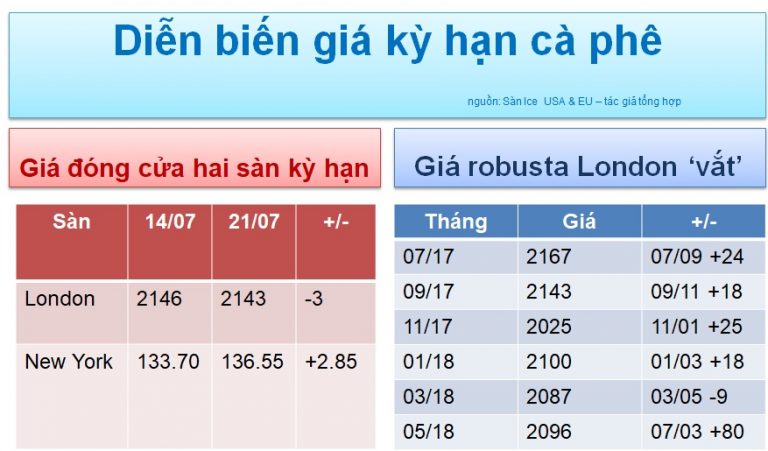 Diễn biến giá kỳ hạn cà phê
nguồn: Sàn Ice USA & EU – tác giả tổng hợp
Giá đóng cửa hai sàn kỳ hạn
Sàn 14/07 21/07 +/-
London 2146 2143 -3
New York 133.70 136.55 +2.85
Giá robusta London ‘vắt’
Tháng Giá +/-
07/17 2167 07/09 +24
09/17 2143 09/11 +18
11/17 2025 11/01 +25
01/18 2100 01/03 +18
03/18 2087 03/05 -9
05/18 2096 07/03 +80